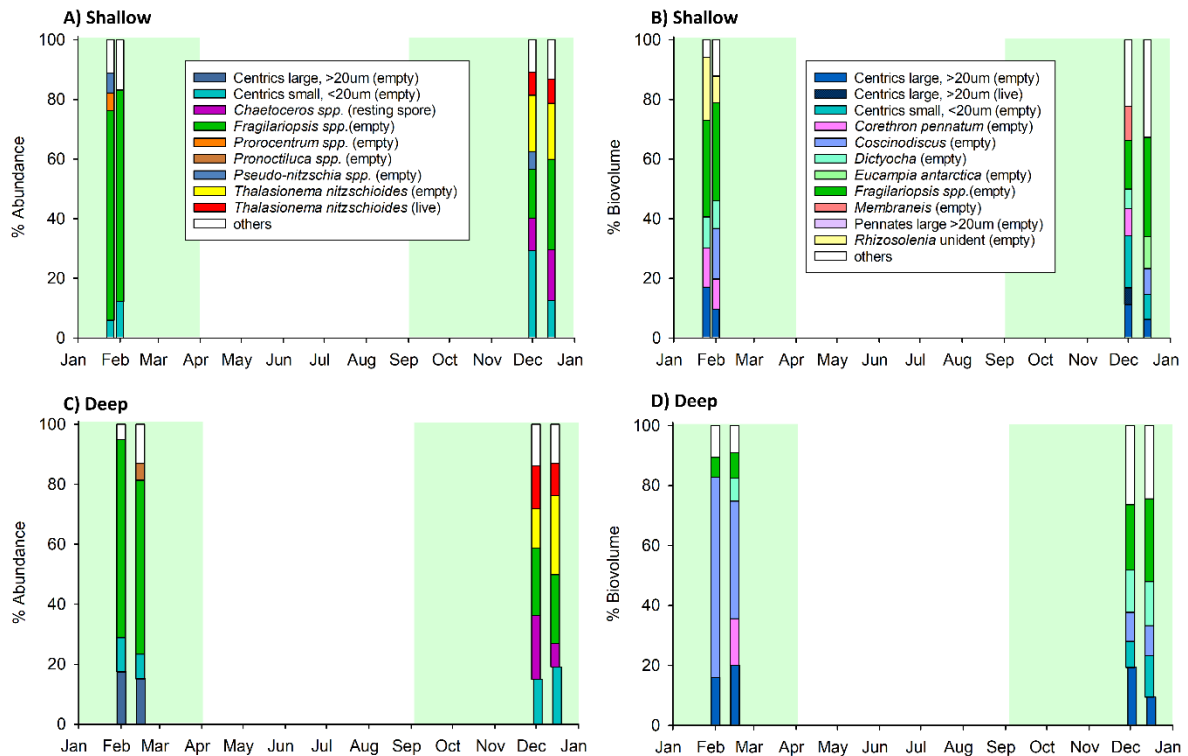 A) Shallow
100
80
60
40
20
0
% Abundance
Centrics large, >20um (empty)
Centrics small, <20um (empty)
Chaetoceros spp. (resting spore)
Fragilariopsis spp.(empty)
Prorocentrum spp. (empty)
Pronoctiluca spp. (empty)
Pseudo-nitzschia spp. (empty)
Thalasionema nitzschioides (empty)
Thalasionema nitzschioides (live)
others
Jan Feb Mar Apr May Jun Jul Aug Sep Oct Nov Dec Jan
B) Shallow
100
80
60
40
20
0
% Biovolume
Centrics large, >20um (empty)
Centrics large, >20um (live)
Centrics small, <20um (empty)
Corethron pennatum (empty)
Coscinodiscus (empty)
Dictyocha (empty)
Eucampia antarctica (empty)
Fragilariopsis spp.(empty)
Membraneis (empty)
Pennates large >20um (empty)
Rhizosolenia unident (empty)
others
Jan Feb Mar Apr May Jun Jul Aug Sep Oct Nov Dec Jan
C) Deep
100
80
60
40
20
0
% Abundance
Jan Feb Mar Apr May Jun Jul Aug Sep Oct Nov Dec Jan
D) Deep
100
80
60
40
20
0
% Biovolume
Jan Feb Mar Apr May Jun Jul Aug Sep Oct Nov Dec Jan